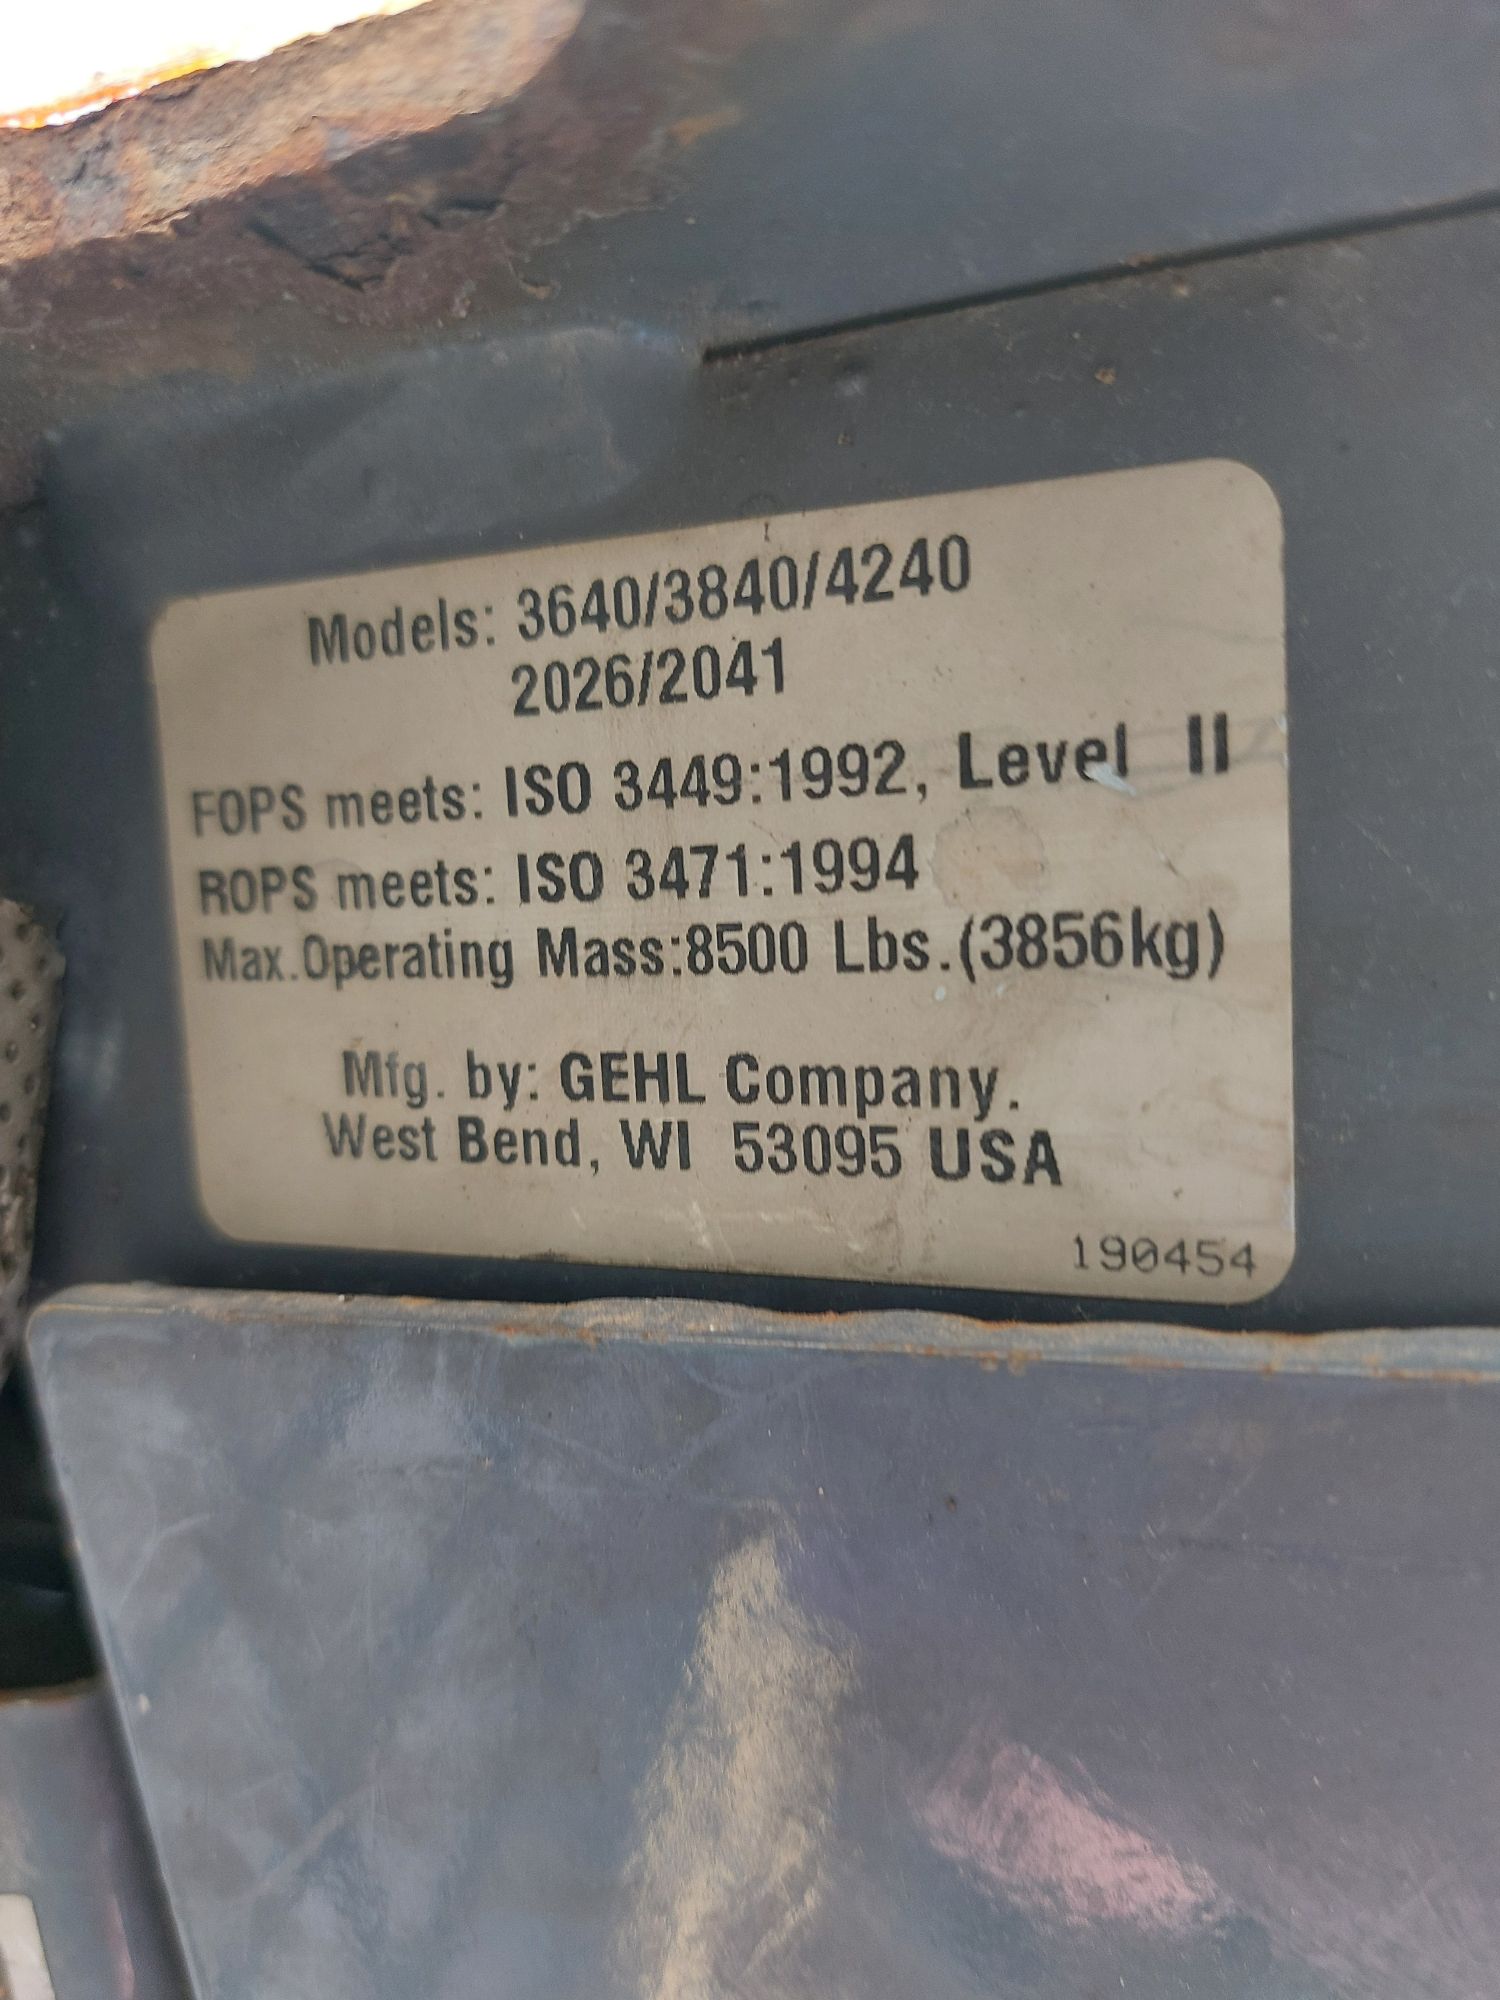 Models: 3640/3840/4240
2026/2041
FOPS meets: ISO 3449:1992, Level II
ROPS meets: ISO 3471:1994
Max.Operating Mass:8500 Lbs.(3856kg)
Mfg. by: GEHL Company.
West Bend, WI 53095 USA
190454